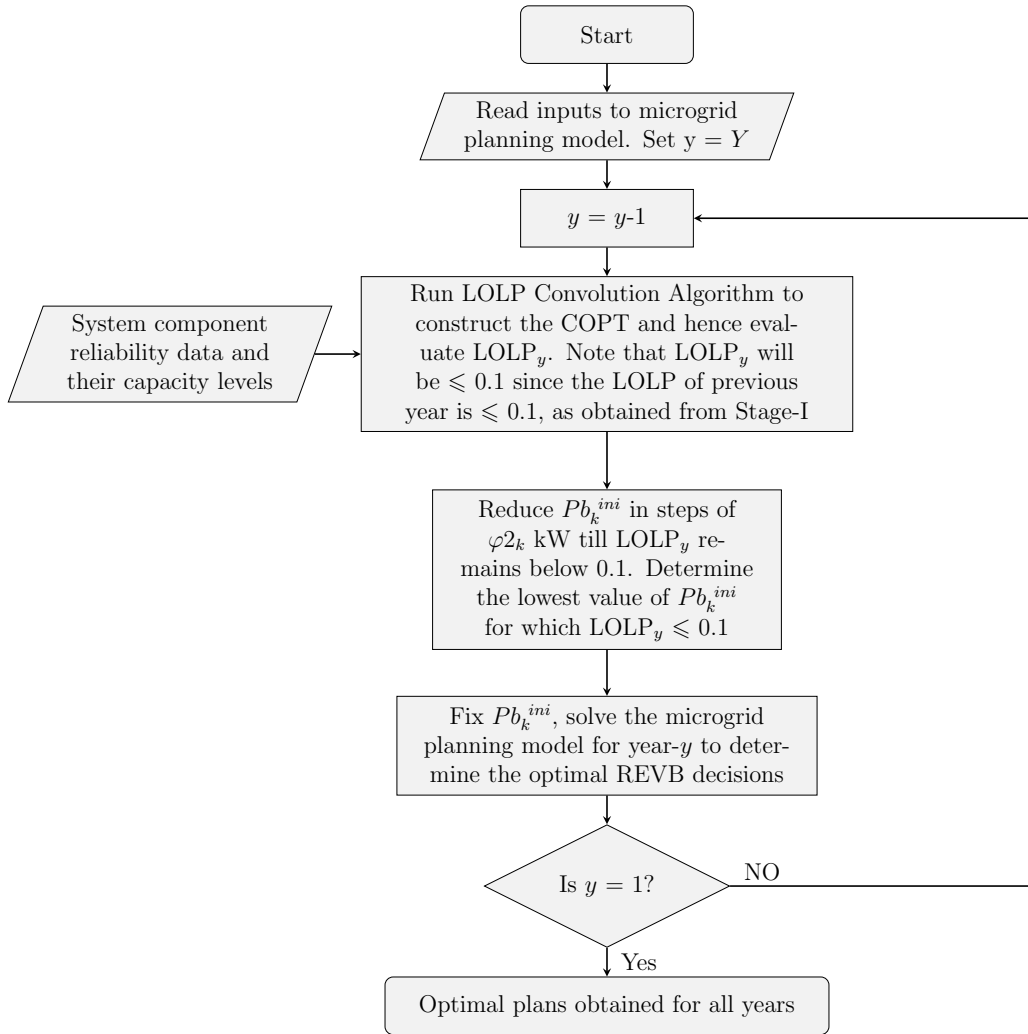 Start
Read inputs to microgrid
planning model. Set y = Y
y = y-1
System component
reliability data and
their capacity levels
Run LOLP Convolution Algorithm to
construct the COPT and hence eval-
uate LOLP_y. Note that LOLP_y will
be ⩽ 0.1 since the LOLP of previous
year is ⩽ 0.1, as obtained from Stage-I
Reduce Pb_k^{ini} in steps of
φ2_k kW till LOLP_y re-
mains below 0.1. Determine
the lowest value of Pb_k^{ini}
for which LOLP_y ⩽ 0.1
Fix Pb_k^{ini}, solve the microgrid
planning model for year-y to deter-
mine the optimal REVB decisions
Is y = 1?
NO
Yes
Optimal plans obtained for all years